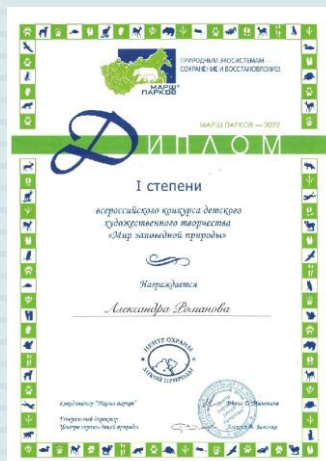 МАРШ
ПАРКОВ
ПРИРОДНЫМ ЭКОСИСТЕМАМ –
СОХРАНЕНИЕ И ВОССТАНОВЛЕНИЕ!
МАРШ ПАРКОВ — 2022
ДИПЛОМ
I степени
всероссийского конкурса детского
художественного творчества
«Мир заповедной природы»
Награждается
Александра Романова
ЦЕНТР ОХРАНЫ
ДИКОЙ ПРИРОДЫ
Координатор "Марша парков"
Генеральный директор
Центра охраны дикой природы